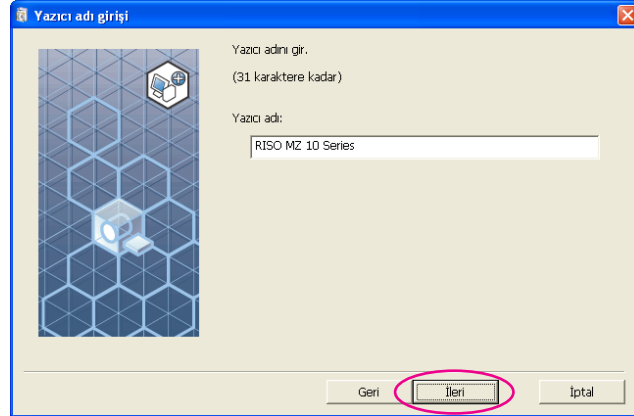 Yazıcı adı girişi
Yazıcı adını gir.
(31 karaktere kadar)
Yazıcı adı:
RISO MZ 10 Series
Geri İleri İptal